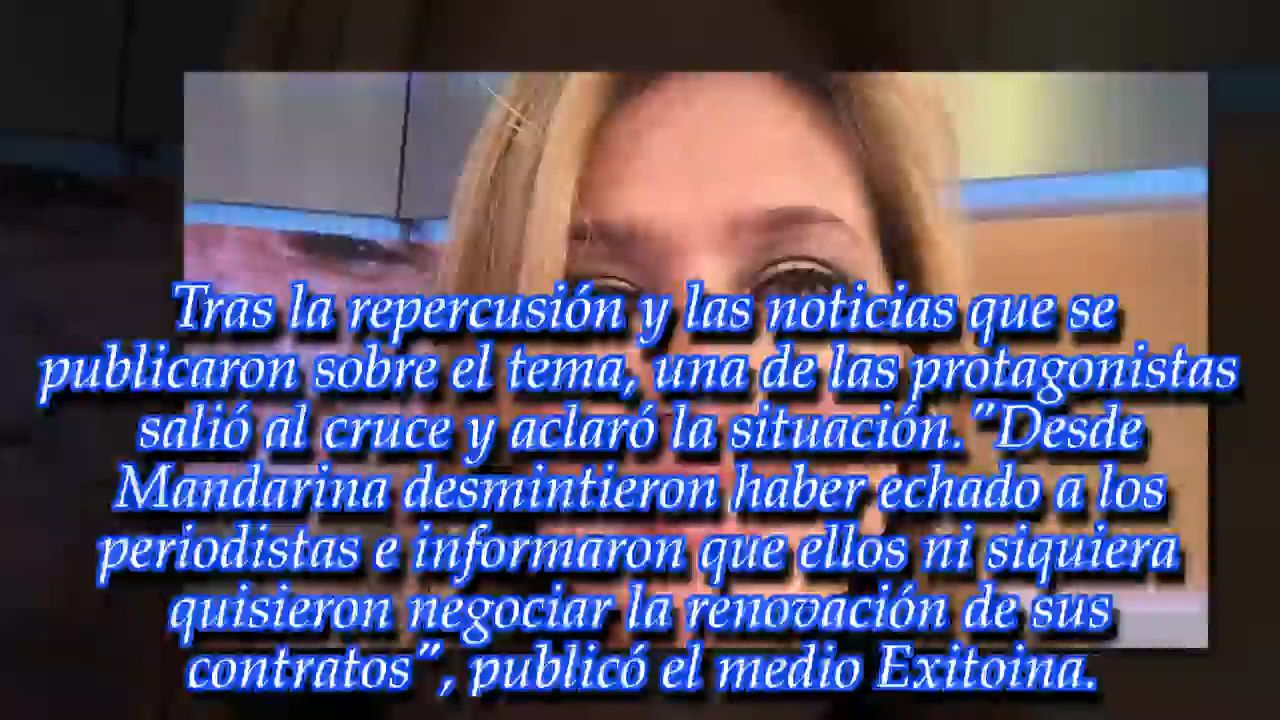 Tras la repercusión y las noticias que se
publicaron sobre el tema, una de las protagonistas
salió al cruce y aclaró la situación. "Desde
Mandarina desmintieron haber echado a los
periodistas e informaron que ellos ni siquiera
quisieron negociar la renovación de sus
contratos", publicó el medio Exitoina.